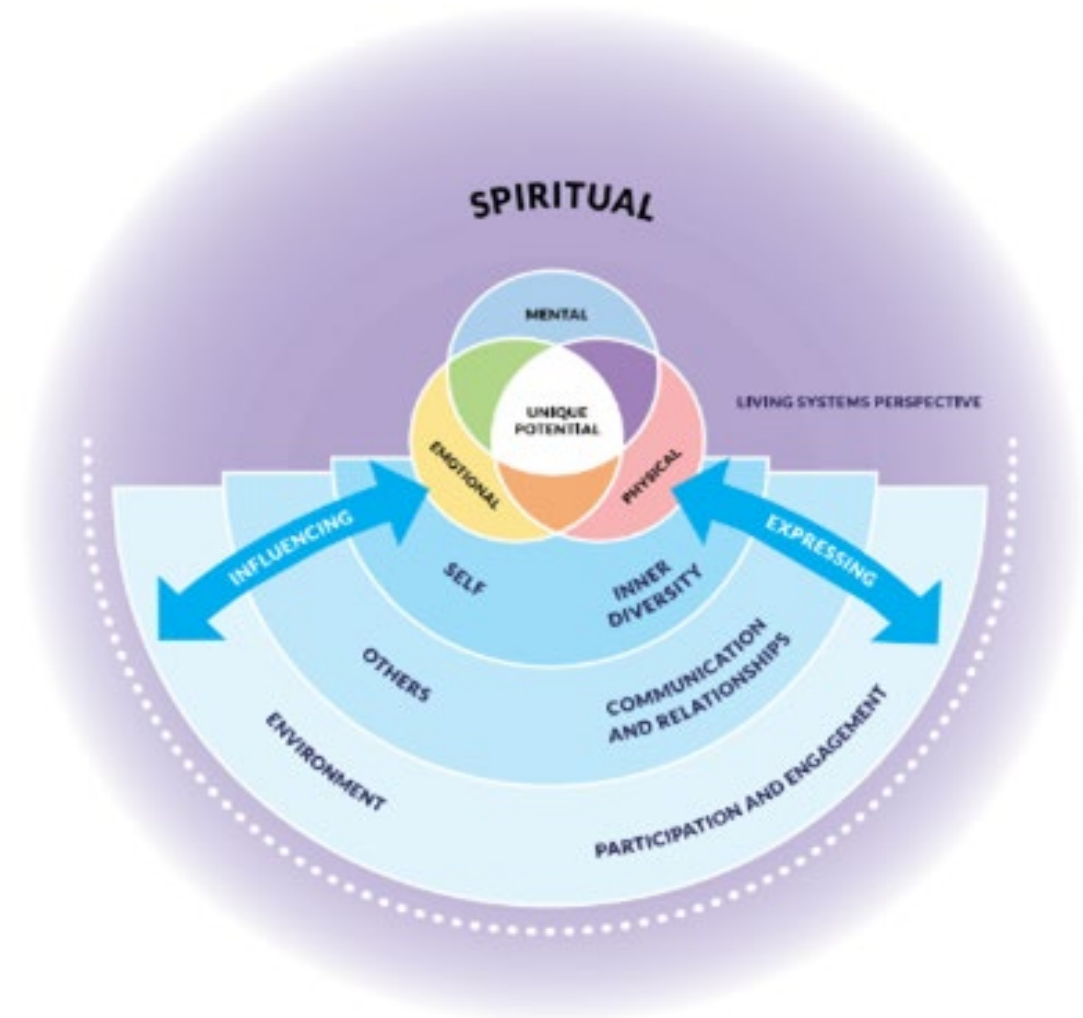 SPIRITUAL
MENTAL
UNIQUE
POTENTIAL
EMOTIONAL
PHYSICAL
LIVING SYSTEMS PERSPECTIVE
INFLUENCING
EXPRESSING
SELF
INNER
DIVERSITY
OTHERS
COMMUNICATION
AND RELATIONSHIPS
ENVIRONMENT
PARTICIPATION AND ENGAGEMENT